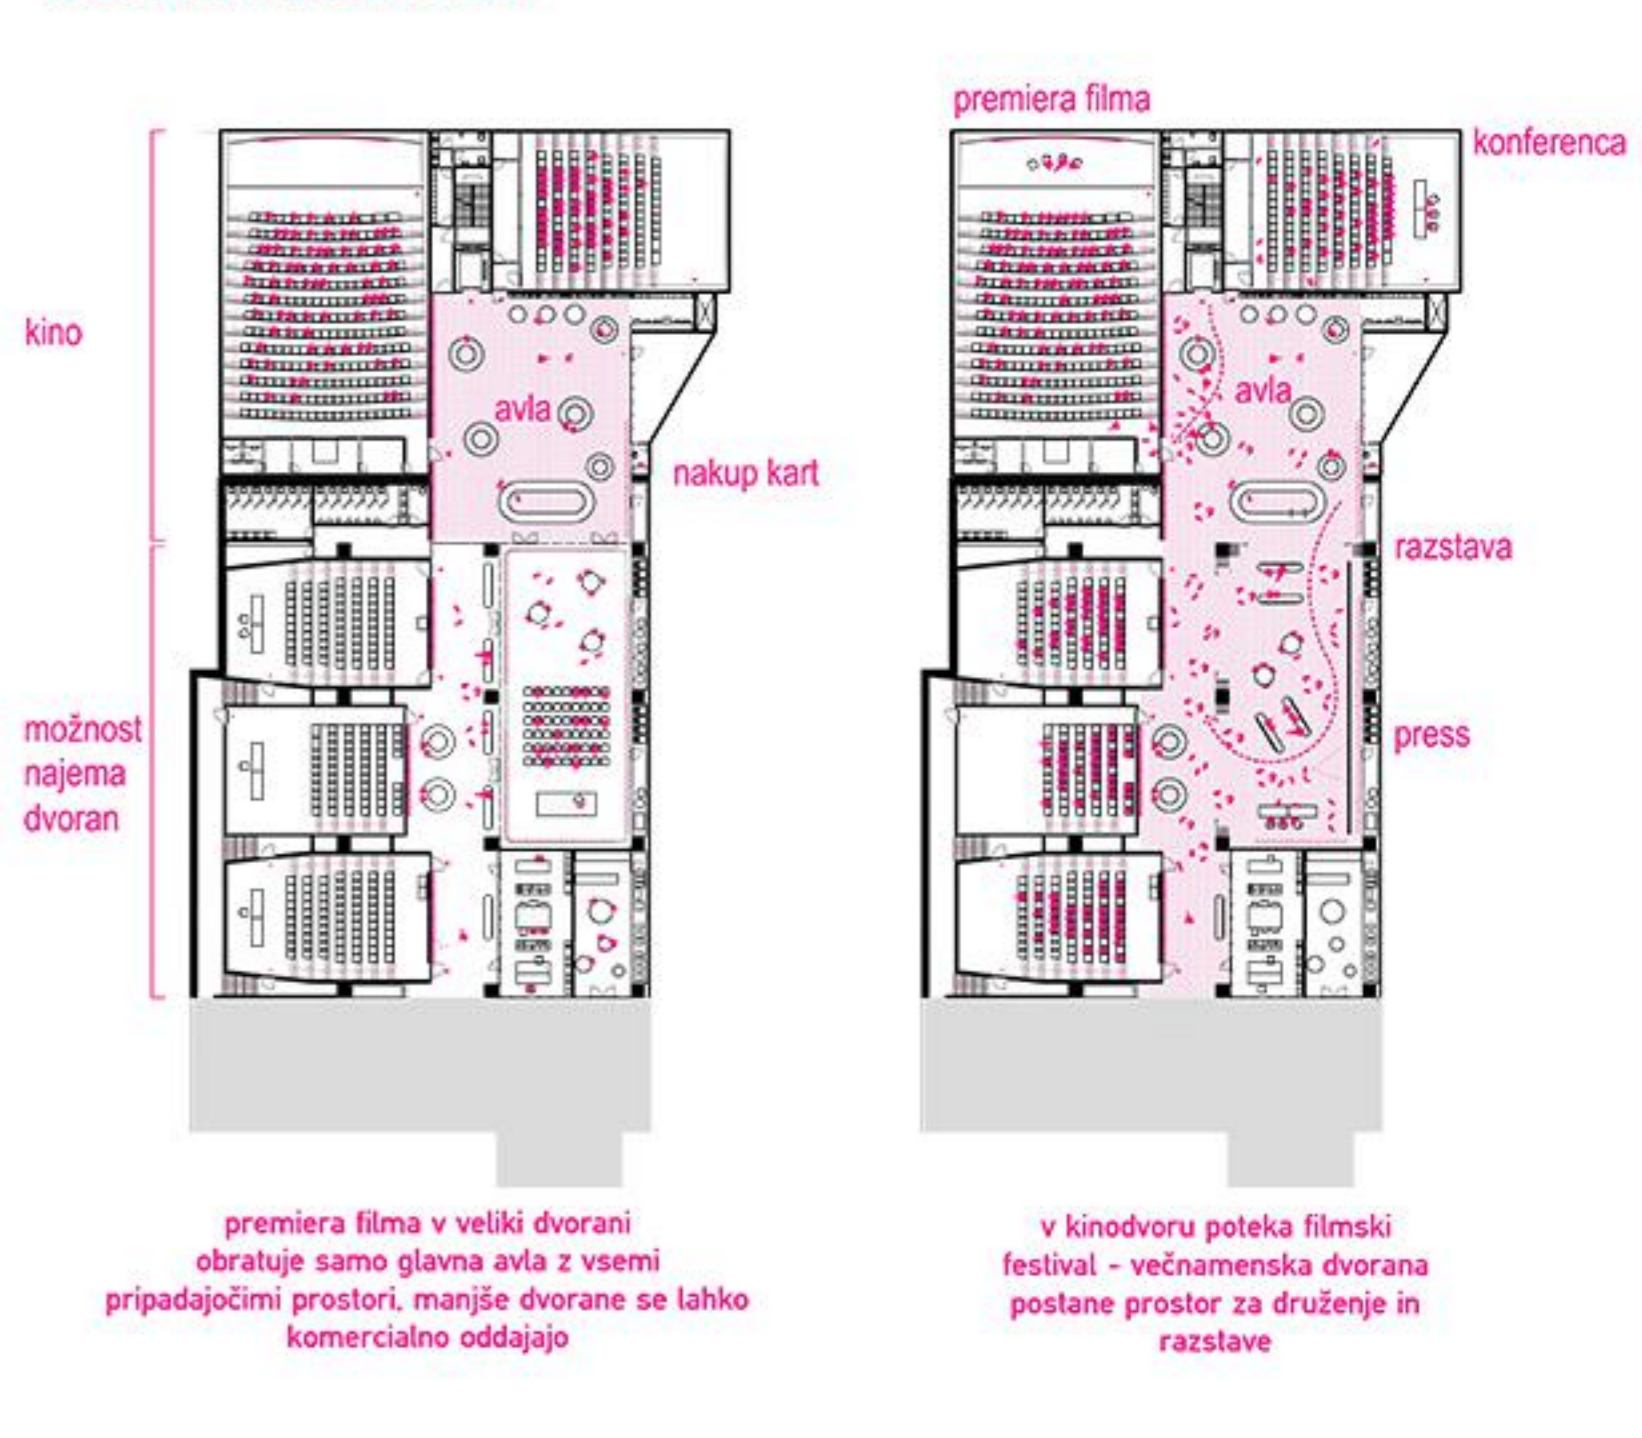 premiera filma
konferenca
kino
avla
avla
nakup kart
razstava
možnost
najema
dvoran
press
premiera filma v veliki dvorani
obratuje samo glavna avla z vsemi
pripadajočimi prostori, manjše dvorane se lahko
komercialno oddajajo
v kinodvoru poteka filmski
festival - večnamenska dvorana
postane prostor za druženje in
razstave